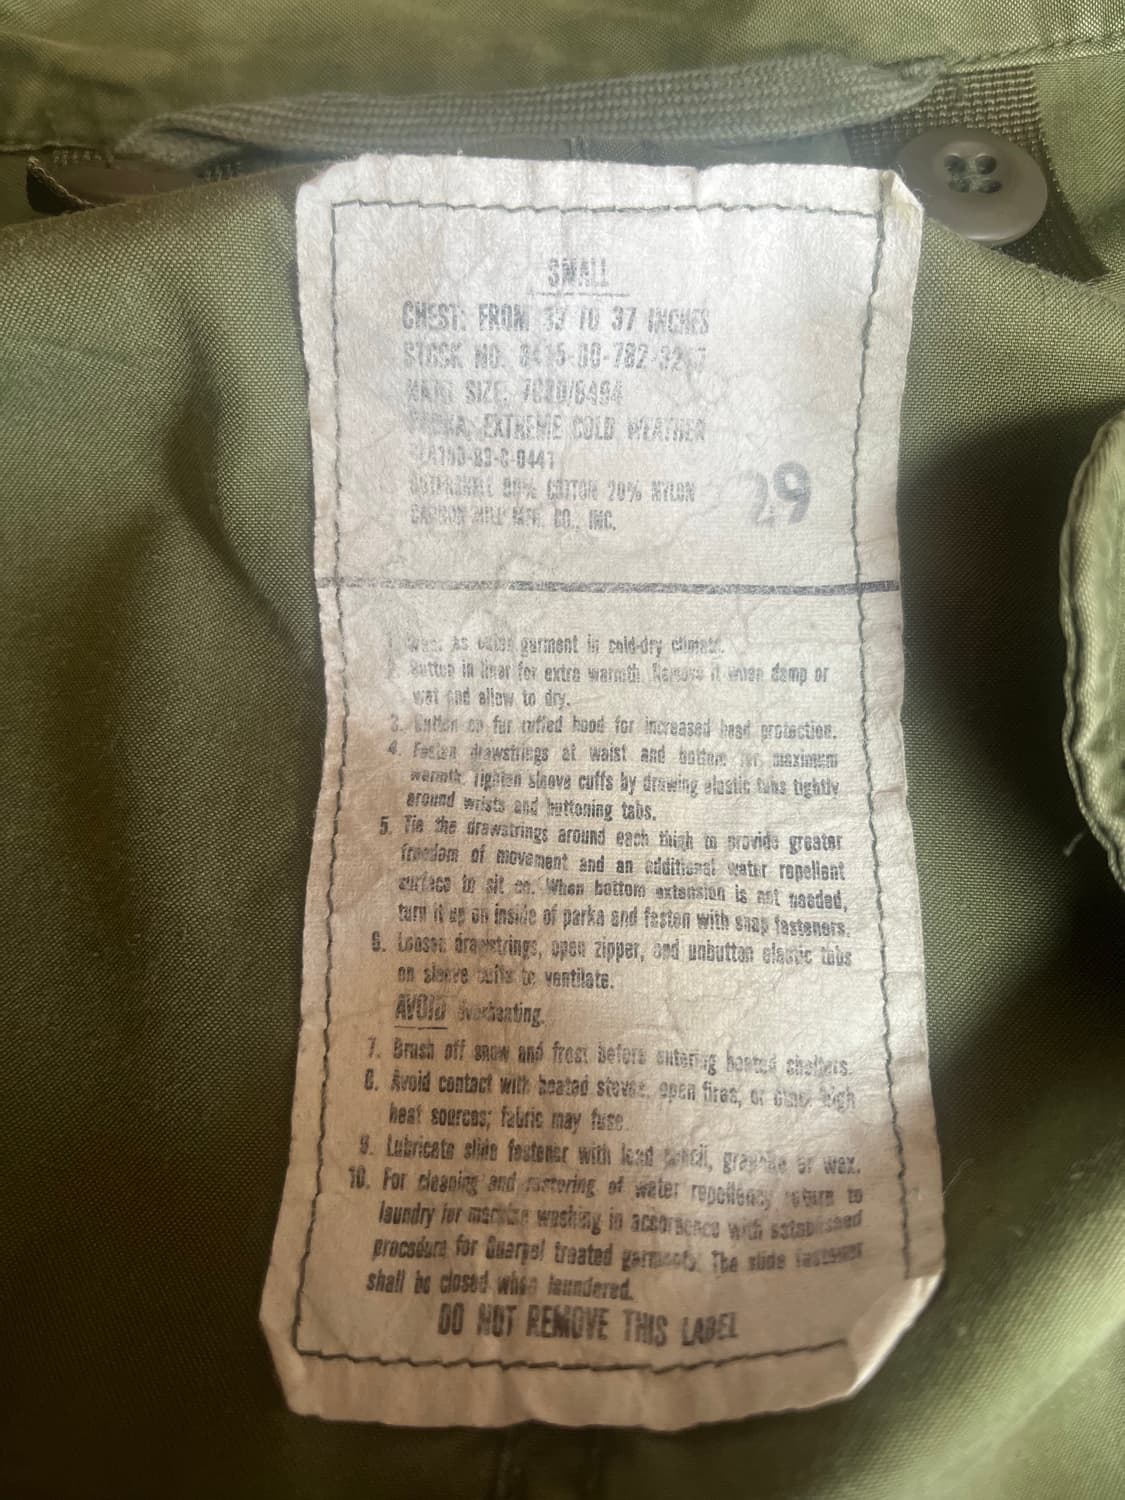 SMALL
CHEST: FROM 33 TO 37 INCHES
STOCK NO. 8415-00-782-3217
NATO SIZE: /8494
PARKA, EXTREME COLD WEATHER
-83-C-0441
80% COTTON 20% NYLON
MILL MFG. CO., INC.
29
1. Wear as outer garment in cold-dry climate.
2. Button in liner for extra warmth. Remove it when damp or
wet and allow to dry.
3. Button on fur ruffed hood for increased head protection.
4. Fasten drawstrings at waist and bottom for maximum
warmth. Tighten sleeve cuffs by drawing elastic tabs tightly
around wrists and buttoning tabs.
5. Tie the drawstrings around each thigh to provide greater
freedom of movement and an additional water repellent
surface to sit on. When bottom extension is not needed,
turn it up on inside of parka and fasten with snap fasteners.
6. Loosen drawstrings, open zipper, and unbutton elastic tabs
on sleeve cuffs to ventilate.
AVOID overheating.
7. Brush off snow and frost before entering heated shelters.
8. Avoid contact with heated stoves, open fires, or other high
heat sources; fabric may fuse.
9. Lubricate slide fastener with lead pencil, graphite or wax.
10. For cleaning and restoring of water repellency return to
laundry for machine washing in accordance with established
procedure for Quarpel treated garments. The slide fastener
shall be closed when laundered.
DO NOT REMOVE THIS LABEL